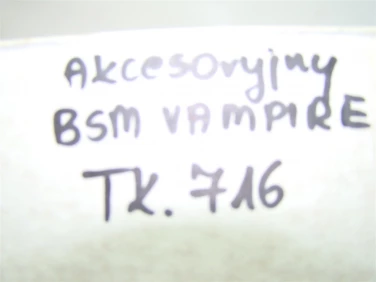 Akcesoryjny
BSM VAMPIRE
TK. 716